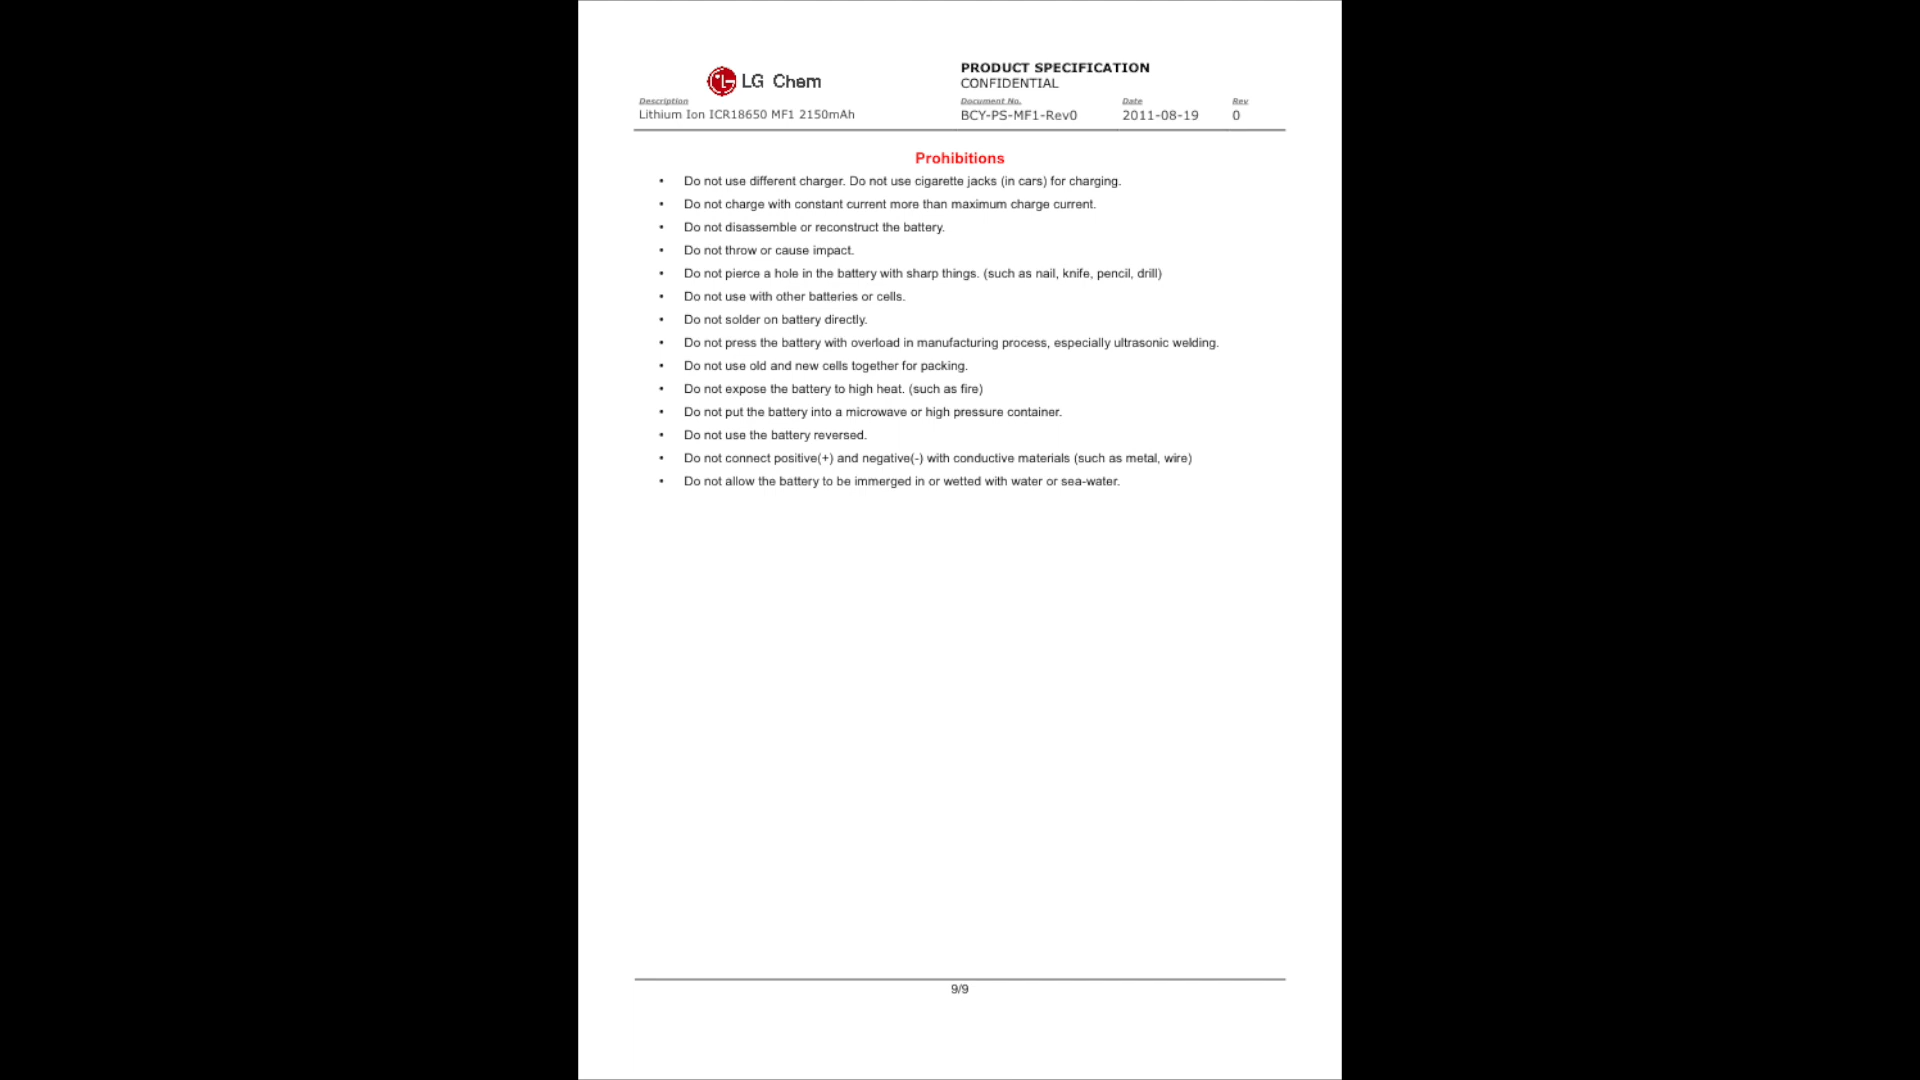 LG Chem
PRODUCT SPECIFICATION
CONFIDENTIAL
Description
Lithium Ion ICR18650 MF1 2150mAh
Document No.
BCY-PS-MF1-Rev0
Date
2011-08-19
Rev
0
Prohibitions
• Do not use different charger. Do not use cigarette jacks (in cars) for charging.
• Do not charge with constant current more than maximum charge current.
• Do not disassemble or reconstruct the battery.
• Do not throw or cause impact.
• Do not pierce a hole in the battery with sharp things. (such as nail, knife, pencil, drill)
• Do not use with other batteries or cells.
• Do not solder on battery directly.
• Do not press the battery with overload in manufacturing process, especially ultrasonic welding.
• Do not use old and new cells together for packing.
• Do not expose the battery to high heat. (such as fire)
• Do not put the battery into a microwave or high pressure container.
• Do not use the battery reversed.
• Do not connect positive(+) and negative(-) with conductive materials (such as metal, wire)
• Do not allow the battery to be immerged in or wetted with water or sea-water.
9/9